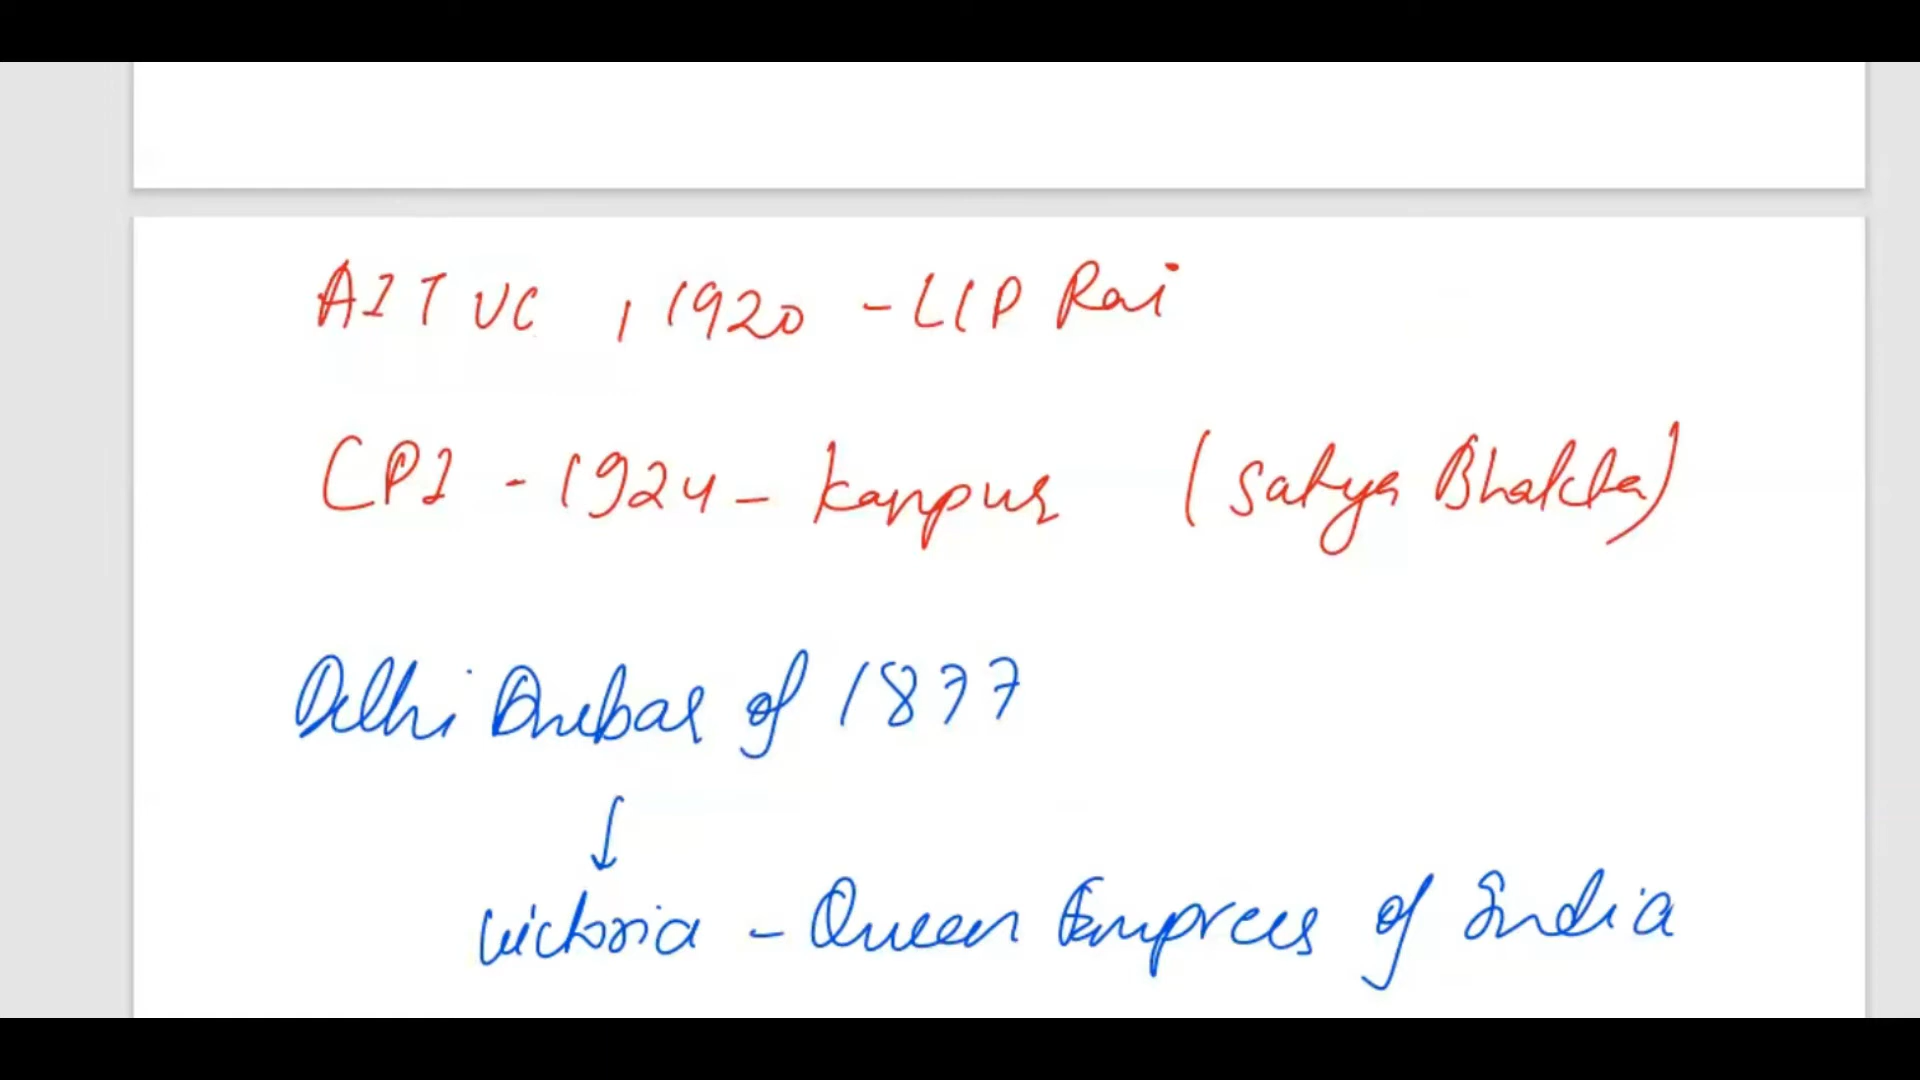 AITUC, 1920 - LLP Rai
CPI - 1924 - Kanpur (Satya Bhakta)
Delhi Durbar of 1877
↓
Victoria - Queen Empress of India